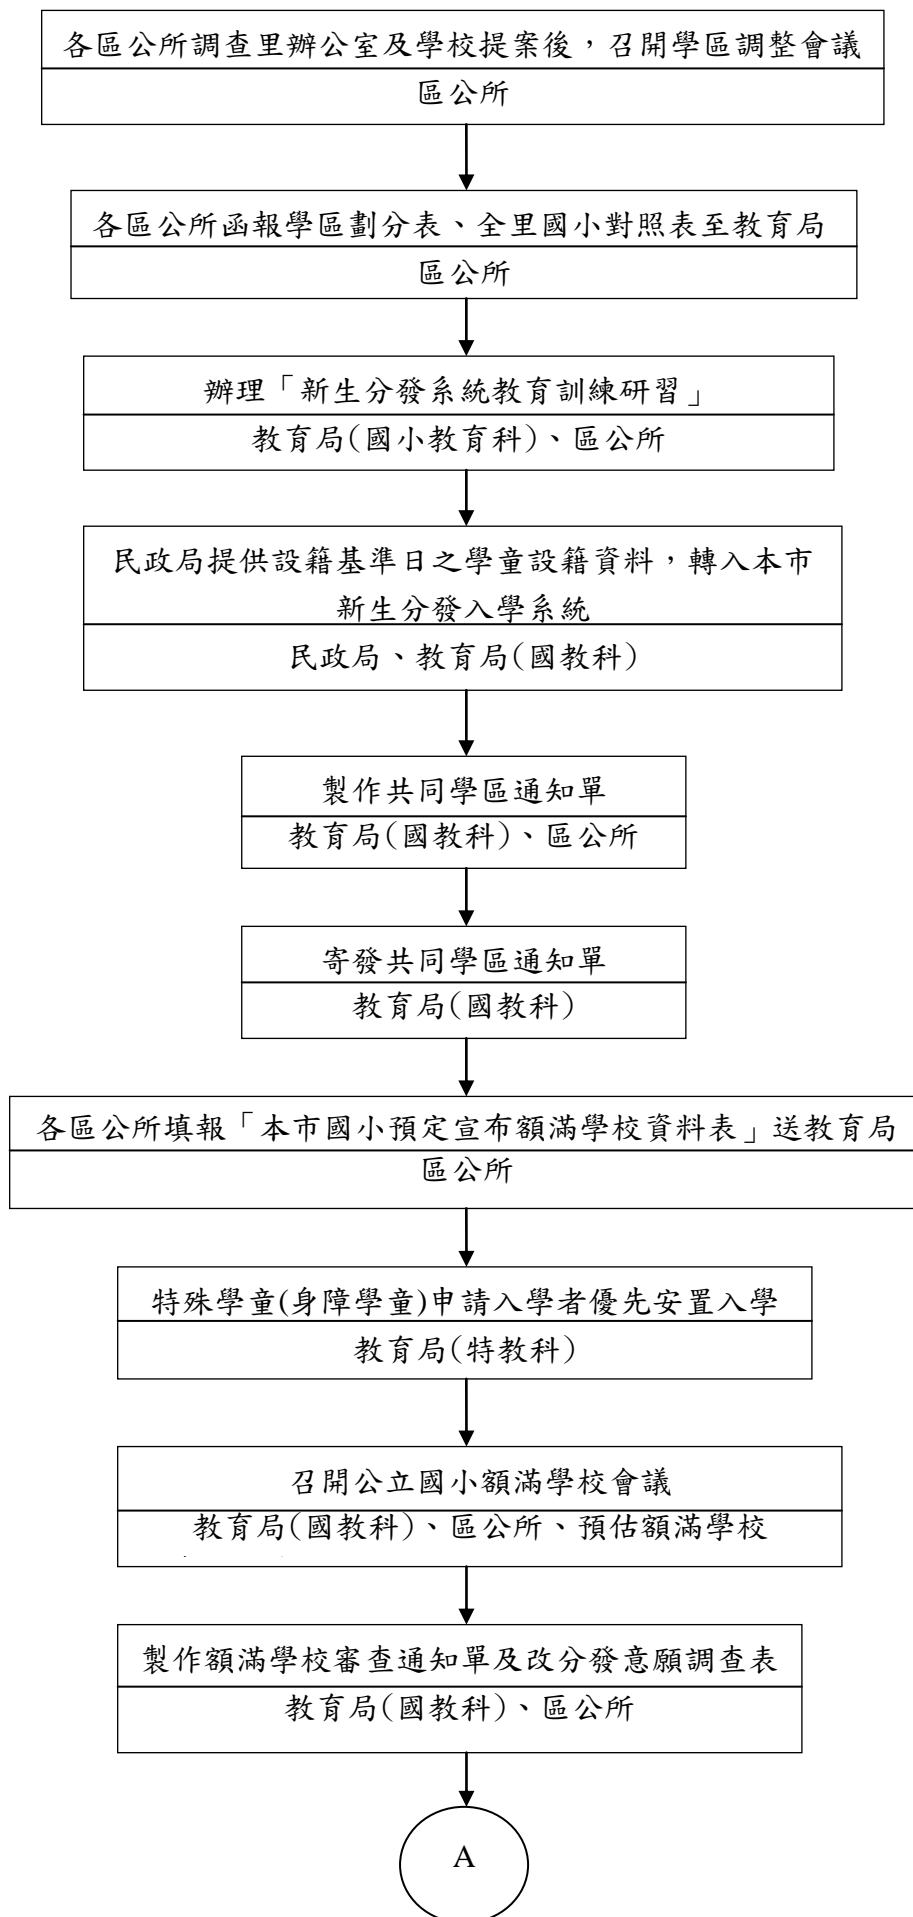 各區公所調查里辦公室及學校提案後，召開學區調整會議
區公所
各區公所函報學區劃分表、全里國小對照表至教育局
區公所
辦理「新生分發系統教育訓練研習」
教育局(國小教育科)、區公所
民政局提供設籍基準日之學童設籍資料，轉入本市
新生分發入學系統
民政局、教育局(國教科)
製作共同學區通知單
教育局(國教科)、區公所
寄發共同學區通知單
教育局(國教科)
各區公所填報「本市國小預定宣布額滿學校資料表」送教育局
區公所
特殊學童(身障學童)申請入學者優先安置入學
教育局(特教科)
召開公立國小額滿學校會議
教育局(國教科)、區公所、預估額滿學校
製作額滿學校審查通知單及改分發意願調查表
教育局(國教科)、區公所
A